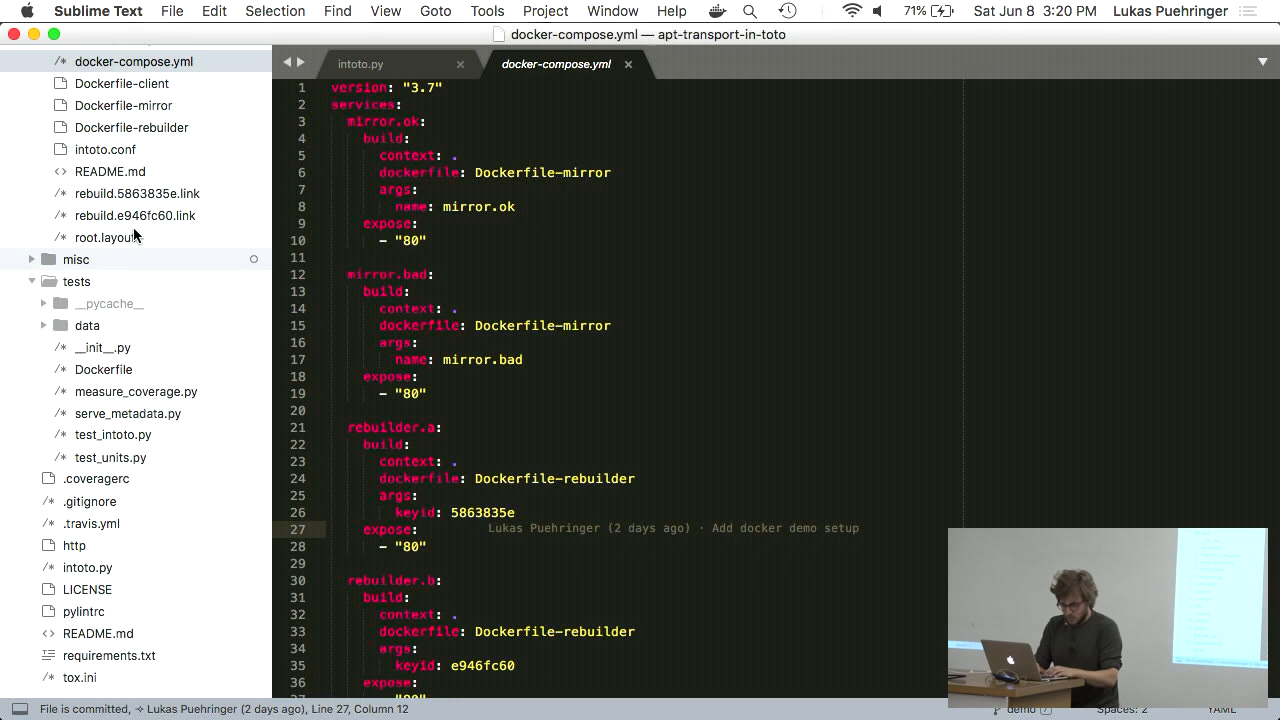 Sublime Text File Edit Selection Find View Goto Tools Project Window Help 71% Sat Jun 8 3:20 PM Lukas Puehringer
docker-compose.yml — apt-transport-in-toto
intoto.py × docker-compose.yml ×
/* docker-compose.yml
Dockerfile-client
Dockerfile-mirror
Dockerfile-rebuilder
intoto.conf
<> README.md
/* rebuild.5863835e.link
/* rebuild.e946fc60.link
/* root.layout
misc
tests
__pycache__
data
/* __init__.py
Dockerfile
/* measure_coverage.py
/* serve_metadata.py
/* test_intoto.py
/* test_units.py
.coveragerc
/* .gitignore
/* .travis.yml
http
/* intoto.py
LICENSE
pylintrc
<> README.md
requirements.txt
/* tox.ini
1 version: "3.7"
2 services:
3 mirror.ok:
4 build:
5 context: .
6 dockerfile: Dockerfile-mirror
7 args:
8 name: mirror.ok
9 expose:
10 - "80"
11
12 mirror.bad:
13 build:
14 context: .
15 dockerfile: Dockerfile-mirror
16 args:
17 name: mirror.bad
18 expose:
19 - "80"
20
21 rebuilder.a:
22 build:
23 context: .
24 dockerfile: Dockerfile-rebuilder
25 args:
26 keyid: 5863835e
27 expose: Lukas Puehringer (2 days ago) · Add docker demo setup
28 - "80"
29
30 rebuilder.b:
31 build:
32 context: .
33 dockerfile: Dockerfile-rebuilder
34 args:
35 keyid: e946fc60
36 expose:
37 - "80"
File is committed, Lukas Puehringer (2 days ago), Line 27, Column 12 demo Spaces: 2 YAML